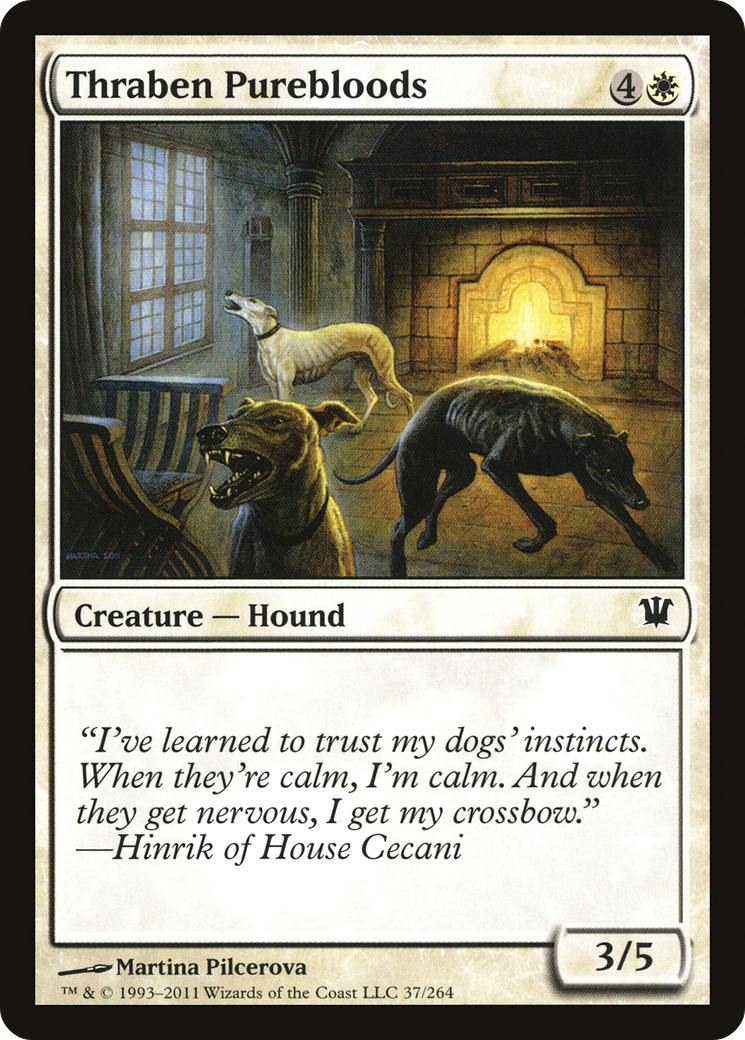 Thraben Purebloods
4
MARTINA 2011
Creature — Hound
“I’ve learned to trust my dogs’ instincts.
When they’re calm, I’m calm. And when
they get nervous, I get my crossbow.”
—Hinrik of House Cecani
3/5
Martina Pilcerova
™ & © 1993–2011 Wizards of the Coast LLC 37/264